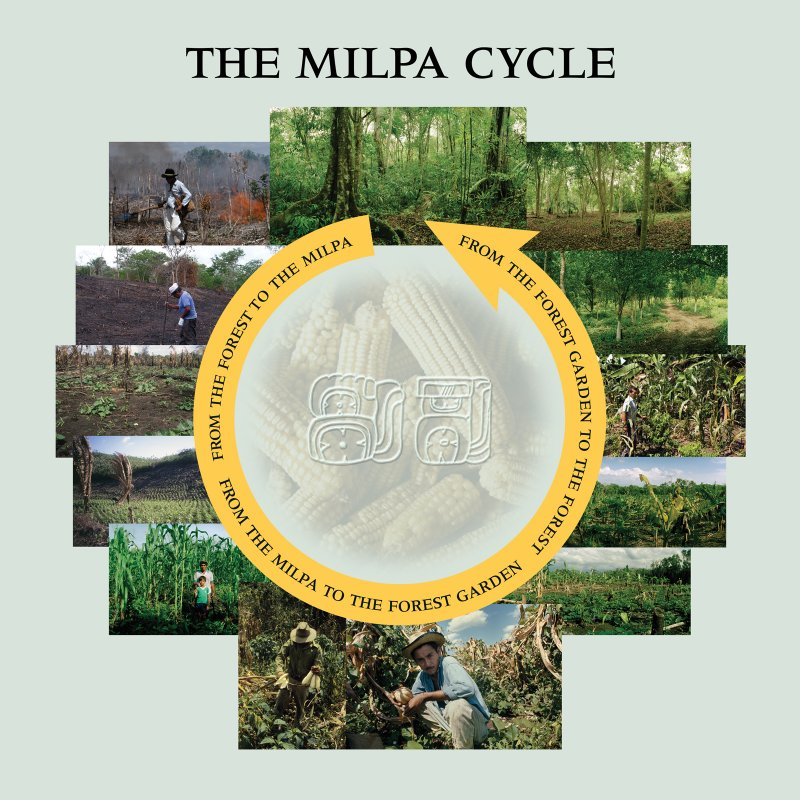 THE MILPA CYCLE
FROM THE FOREST TO THE MILPA
FROM THE MILPA TO THE FOREST GARDEN
FROM THE FOREST GARDEN TO THE FOREST